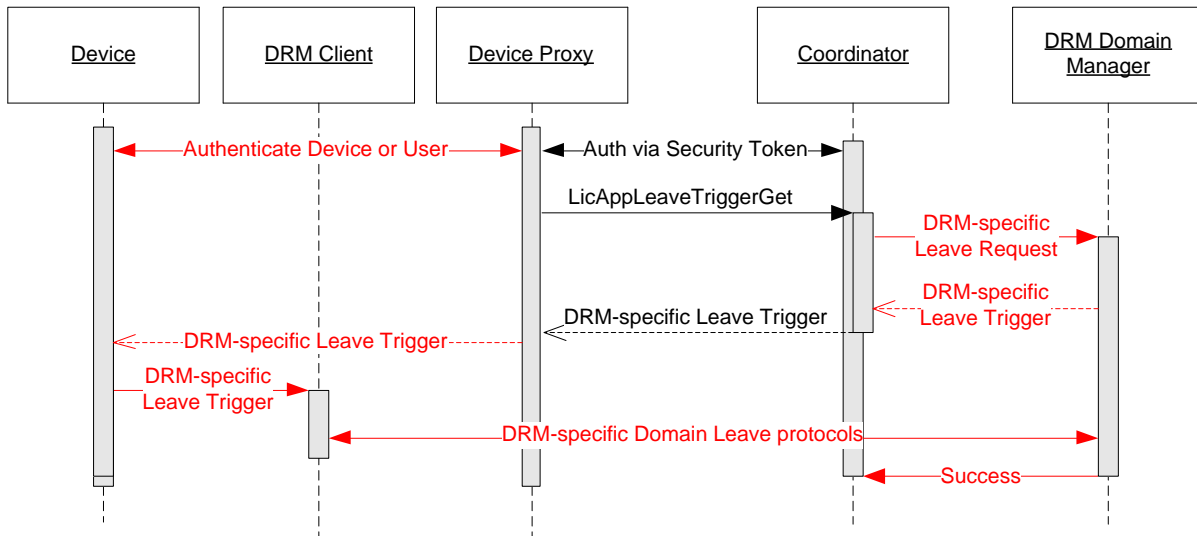 Device
DRM Client
Device Proxy
Coordinator
DRM Domain
Manager
Authenticate Device or User
Auth via Security Token
LicAppLeaveTriggerGet
DRM-specific
Leave Request
DRM-specific
Leave Trigger
DRM-specific Leave Trigger
DRM-specific Leave Trigger
DRM-specific
Leave Trigger
DRM-specific Domain Leave protocols
Success